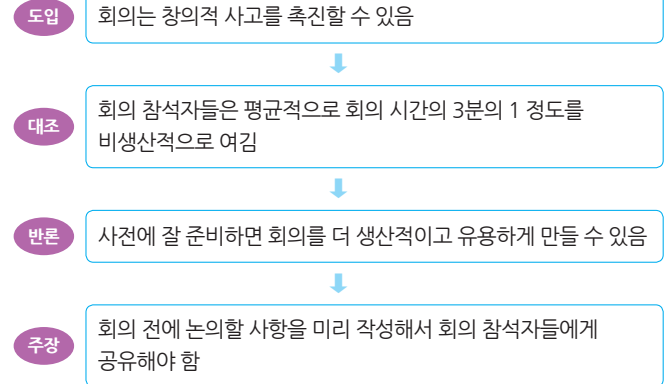 도입
회의는 창의적 사고를 촉진할 수 있음
대조
회의 참석자들은 평균적으로 회의 시간의 3분의 1 정도를
비생산적으로 여김
반론
사전에 잘 준비하면 회의를 더 생산적이고 유용하게 만들 수 있음
주장
회의 전에 논의할 사항을 미리 작성해서 회의 참석자들에게
공유해야 함